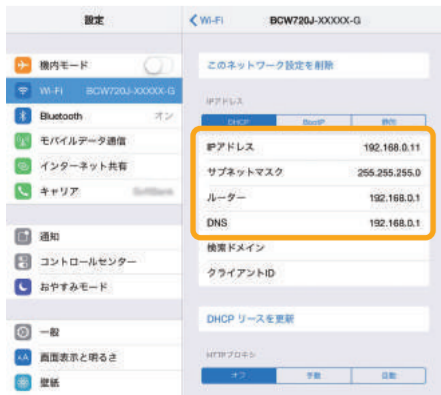 設定
機内モード
Wi-Fi BCW720J-XXXXX-G
Bluetooth オン
モバイルデータ通信
インターネット共有
キャリア SoftBank
通知
コントロールセンター
おやすみモード
一般
画面表示と明るさ
壁紙
Wi-Fi BCW720J-XXXXX-G
このネットワーク設定を削除
IPアドレス
DHCP BootP 静的
IPアドレス 192.168.0.11
サブネットマスク 255.255.255.0
ルーター 192.168.0.1
DNS 192.168.0.1
検索ドメイン
クライアントID
DHCP リースを更新
HTTPプロキシ
オフ 手動 自動